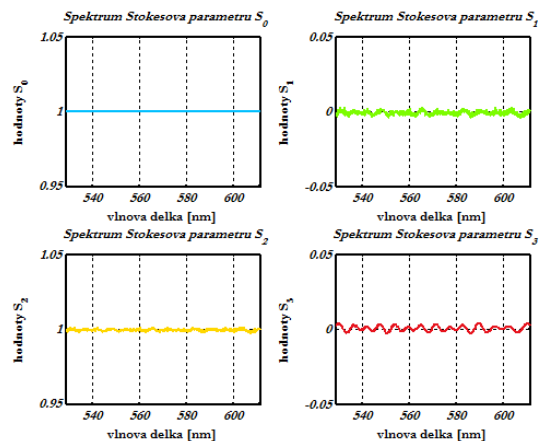 Spektrum Stokesova parametru S0
1.05
hodnoty S0
1
0.95
540 560 580 600
vlnova delka [nm]
Spektrum Stokesova parametru S1
0.05
hodnoty S1
0
-0.05
540 560 580 600
vlnova delka [nm]
Spektrum Stokesova parametru S2
1.05
hodnoty S2
1
0.95
540 560 580 600
vlnova delka [nm]
Spektrum Stokesova parametru S3
0.05
hodnoty S3
0
-0.05
540 560 580 600
vlnova delka [nm]